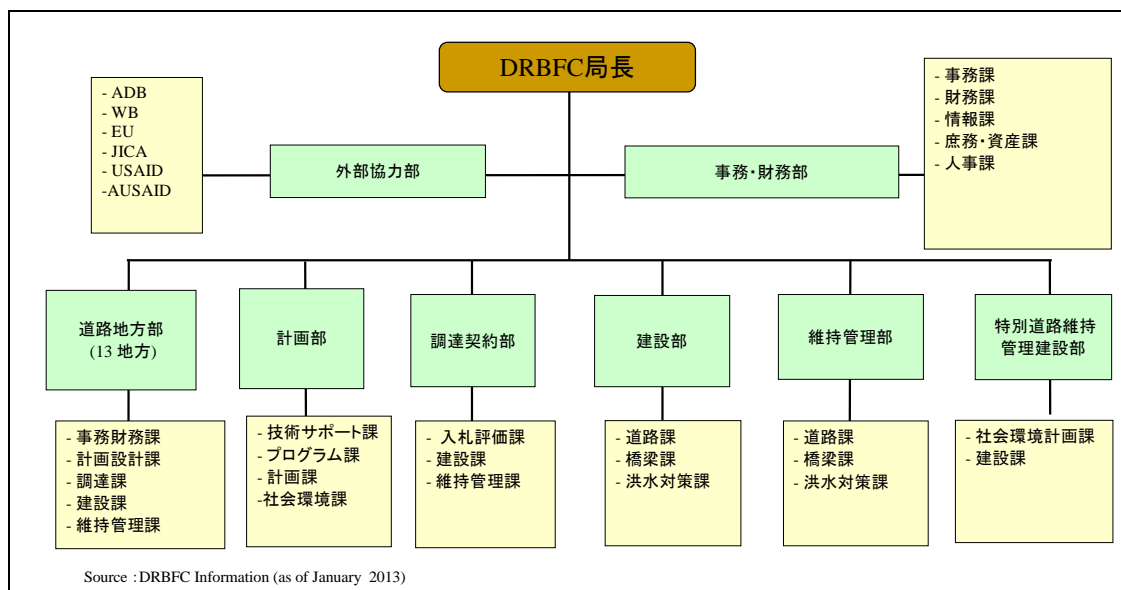 DRBFC局長
- ADB
- WB
- EU
- JICA
- USAID
-AUSAID
外部協力部
事務・財務部
- 事務課
- 財務課
- 情報課
- 庶務・資産課
- 人事課
道路地方部
(13 地方)
計画部
調達契約部
建設部
維持管理部
特別道路維持
管理建設部
- 事務財務課
- 計画設計課
- 調達課
- 建設課
- 維持管理課
- 技術サポート課
- プログラム課
- 計画課
-社会環境課
- 入札評価課
- 建設課
- 維持管理課
- 道路課
- 橋梁課
- 洪水対策課
- 道路課
- 橋梁課
- 洪水対策課
- 社会環境計画課
- 建設課
Source : DRBFC Information (as of January 2013)